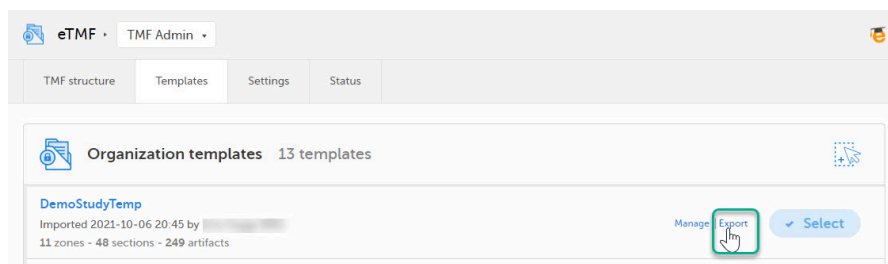 eTMF • TMF Admin
TMF structure Templates Settings Status
Organization templates 13 templates
DemoStudyTemp
Imported 2021-10-06 20:45 by
Manage | Export Select
11 zones - 48 sections - 249 artifacts